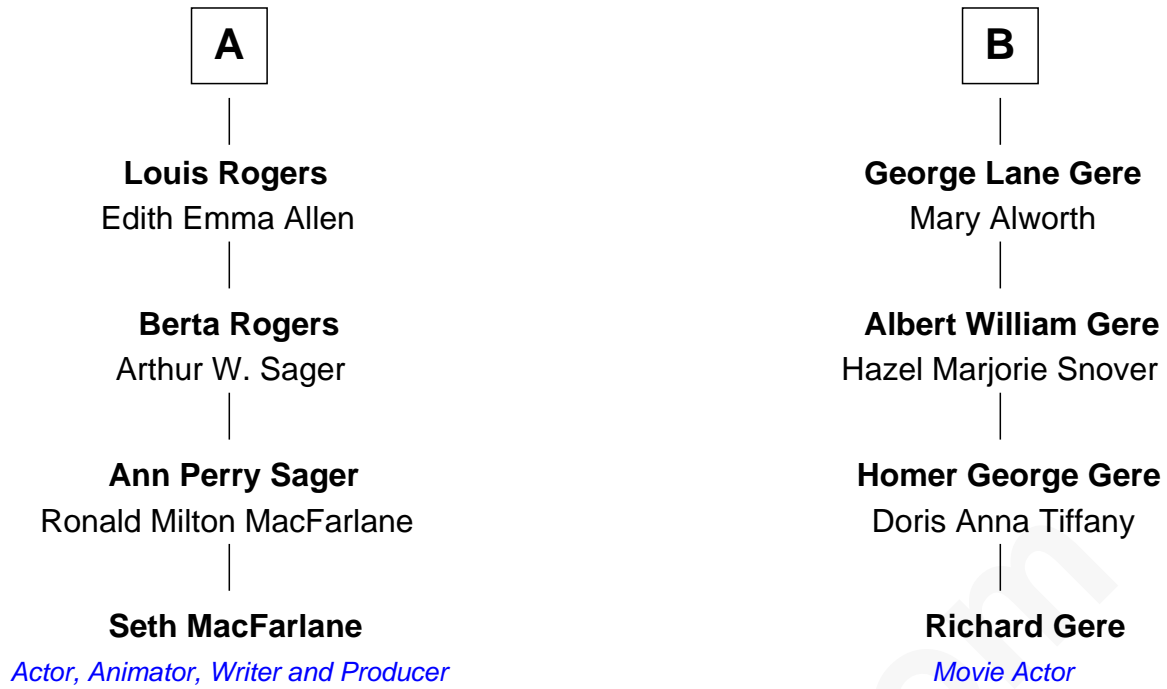 A
Louis Rogers
Edith Emma Allen
Berta Rogers
Arthur W. Sager
Ann Perry Sager
Ronald Milton MacFarlane
Seth MacFarlane
Actor, Animator, Writer and Producer
B
George Lane Gere
Mary Alworth
Albert William Gere
Hazel Marjorie Snover
Homer George Gere
Doris Anna Tiffany
Richard Gere
Movie Actor